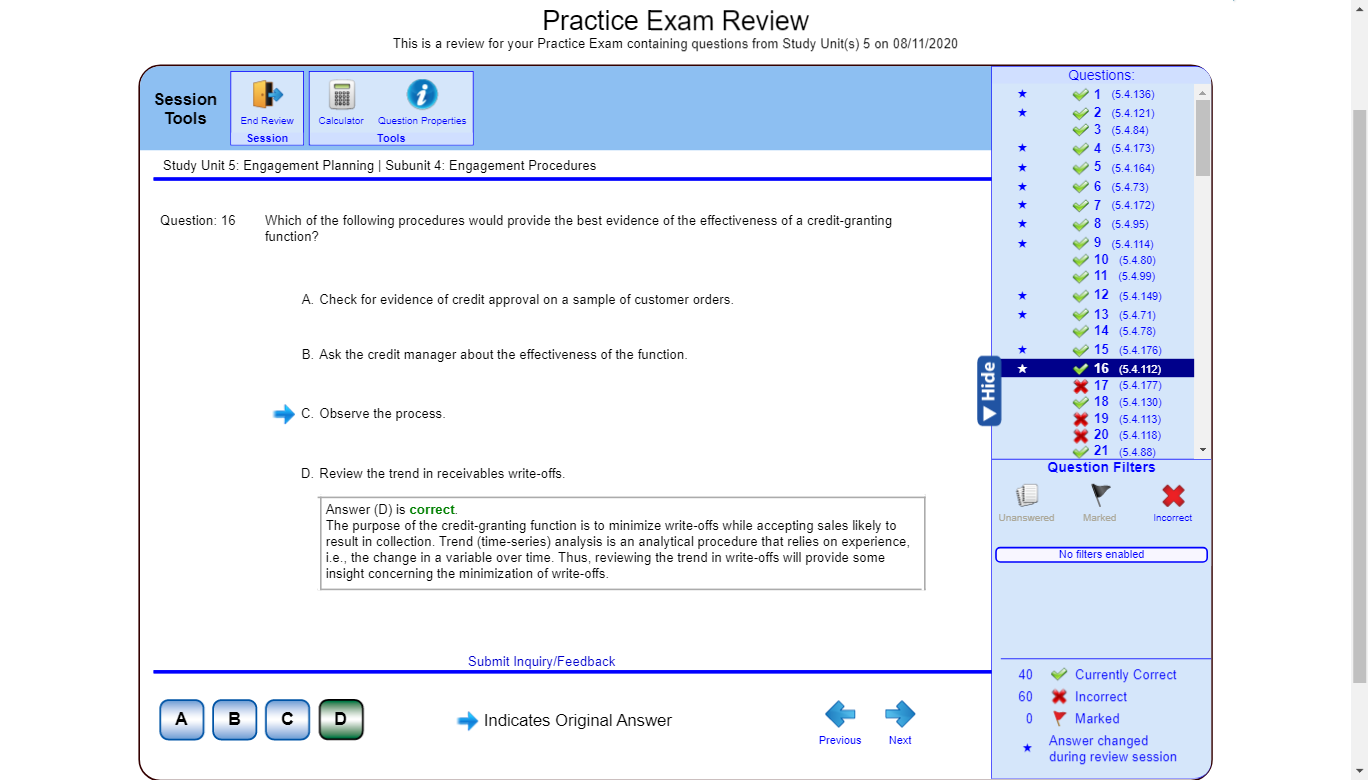 Practice Exam Review
This is a review for your Practice Exam containing questions from Study Unit(s) 5 on 08/11/2020
Session
Tools
End Review
Session
Calculator
Question Properties
Tools
Study Unit 5: Engagement Planning | Subunit 4: Engagement Procedures
Question: 16
Which of the following procedures would provide the best evidence of the effectiveness of a credit-granting
function?
A. Check for evidence of credit approval on a sample of customer orders.
B. Ask the credit manager about the effectiveness of the function.
C. Observe the process.
D. Review the trend in receivables write-offs.
Answer (D) is correct.
The purpose of the credit-granting function is to minimize write-offs while accepting sales likely to
result in collection. Trend (time-series) analysis is an analytical procedure that relies on experience,
i.e., the change in a variable over time. Thus, reviewing the trend in write-offs will provide some
insight concerning the minimization of write-offs.
Submit Inquiry/Feedback
A B C D
Indicates Original Answer
Previous
Next
Questions:
1 (5.4.136)
2 (5.4.121)
3 (5.4.84)
4 (5.4.173)
5 (5.4.164)
6 (5.4.73)
7 (5.4.172)
8 (5.4.95)
9 (5.4.114)
10 (5.4.80)
11 (5.4.99)
12 (5.4.149)
13 (5.4.71)
14 (5.4.78)
15 (5.4.176)
16 (5.4.112)
17 (5.4.177)
18 (5.4.130)
19 (5.4.113)
20 (5.4.118)
21 (5.4.88)
Hide
Question Filters
Unanswered
Marked
Incorrect
No filters enabled
40 Currently Correct
60 Incorrect
0 Marked
Answer changed
during review session